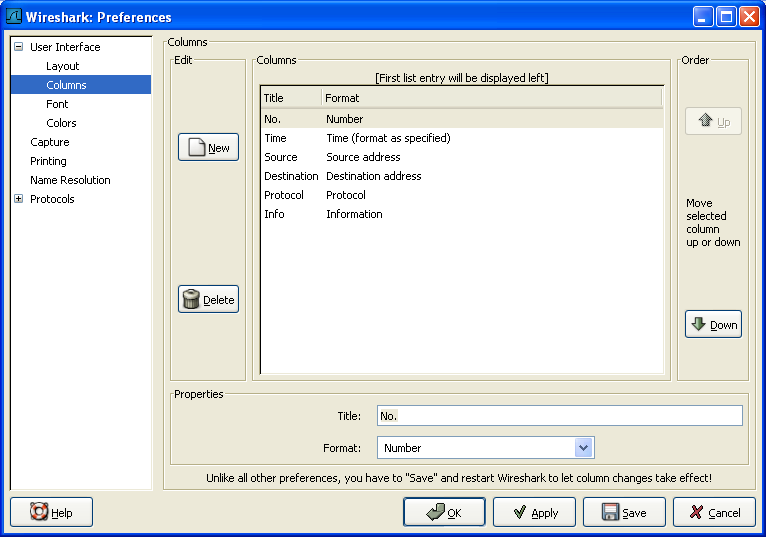 Wireshark: Preferences
User Interface
Layout
Columns
Font
Colors
Capture
Printing
Name Resolution
Protocols
Columns
Edit
New
Delete
Columns
[First list entry will be displayed left]
Title Format
No. Number
Time Time (format as specified)
Source Source address
Destination Destination address
Protocol Protocol
Info Information
Order
Up
Move
selected
column
up or down
Down
Properties
Title: No.
Format: Number
Unlike all other preferences, you have to "Save" and restart Wireshark to let column changes take effect!
Help OK Apply Save Cancel